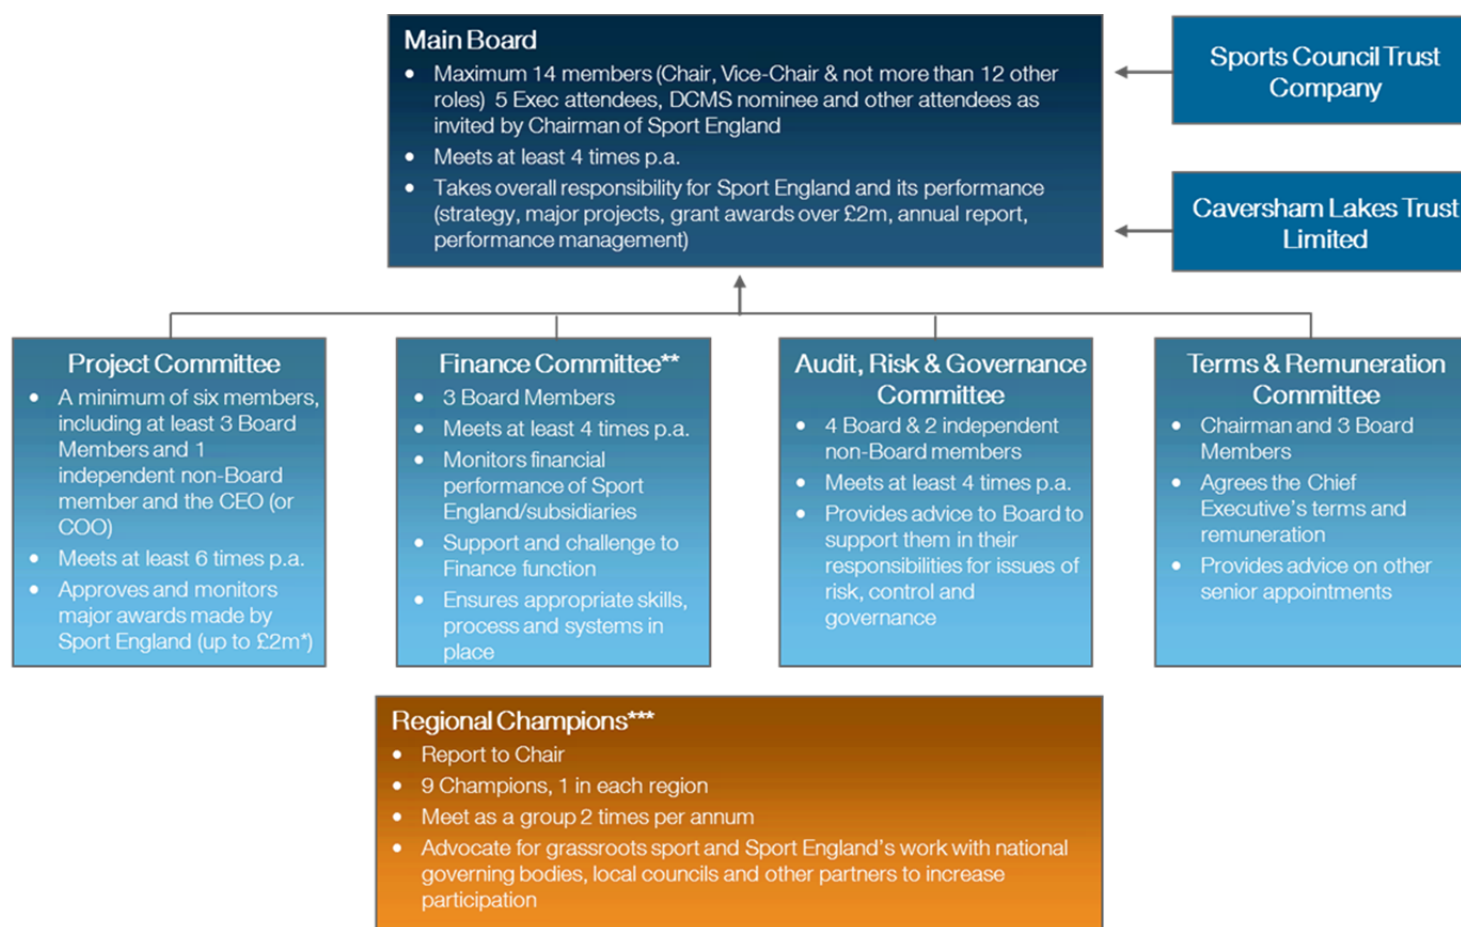 Main Board
• Maximum 14 members (Chair, Vice-Chair & not more than 12 other
roles) 5 Exec attendees, DCMS nominee and other attendees as
invited by Chairman of Sport England
• Meets at least 4 times p.a.
• Takes overall responsibility for Sport England and its performance
(strategy, major projects, grant awards over £2m, annual report,
performance management)
Sports Council Trust
Company
Caversham Lakes Trust
Limited
Project Committee
• A minimum of six members,
including at least 3 Board
Members and 1
independent non-Board
member and the CEO (or
COO)
• Meets at least 6 times p.a.
• Approves and monitors
major awards made by
Sport England (up to £2m*)
Finance Committee**
• 3 Board Members
• Meets at least 4 times p.a.
• Monitors financial
performance of Sport
England/subsidiaries
• Support and challenge to
Finance function
• Ensures appropriate skills,
process and systems in
place
Audit, Risk & Governance
Committee
• 4 Board & 2 independent
non-Board members
• Meets at least 4 times p.a.
• Provides advice to Board to
support them in their
responsibilities for issues of
risk, control and
governance
Terms & Remuneration
Committee
• Chairman and 3 Board
Members
• Agrees the Chief
Executive's terms and
remuneration
• Provides advice on other
senior appointments
Regional Champions***
• Report to Chair
• 9 Champions, 1 in each region
• Meet as a group 2 times per annum
• Advocate for grassroots sport and Sport England's work with national
governing bodies, local councils and other partners to increase
participation